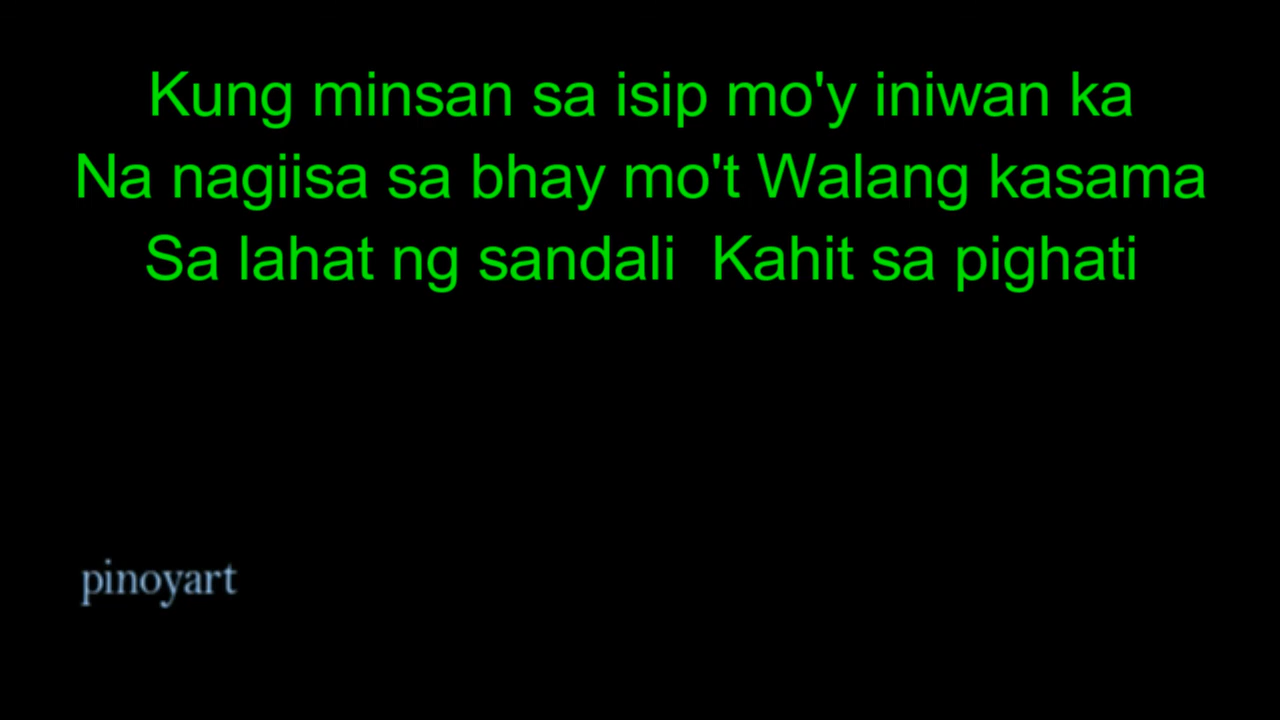 Kung minsan sa isip mo'y iniwan ka
Na nagiisa sa bhay mo't Walang kasama
Sa lahat ng sandali  Kahit sa pighati
pinoyart